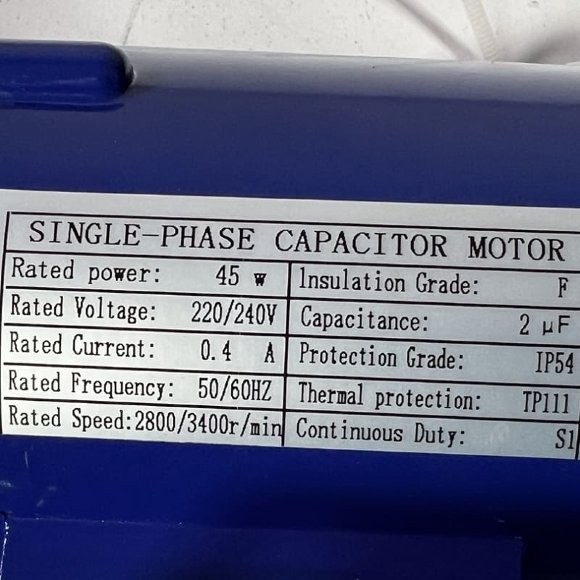 SINGLE-PHASE CAPACITOR MOTOR
Rated power: 45 w Insulation Grade: F
Rated Voltage: 220/240V Capacitance: 2 μF
Rated Current: 0.4 A Protection Grade: IP54
Rated Frequency: 50/60HZ Thermal protection: TP111
Rated Speed:2800/3400r/min Continuous Duty: S1